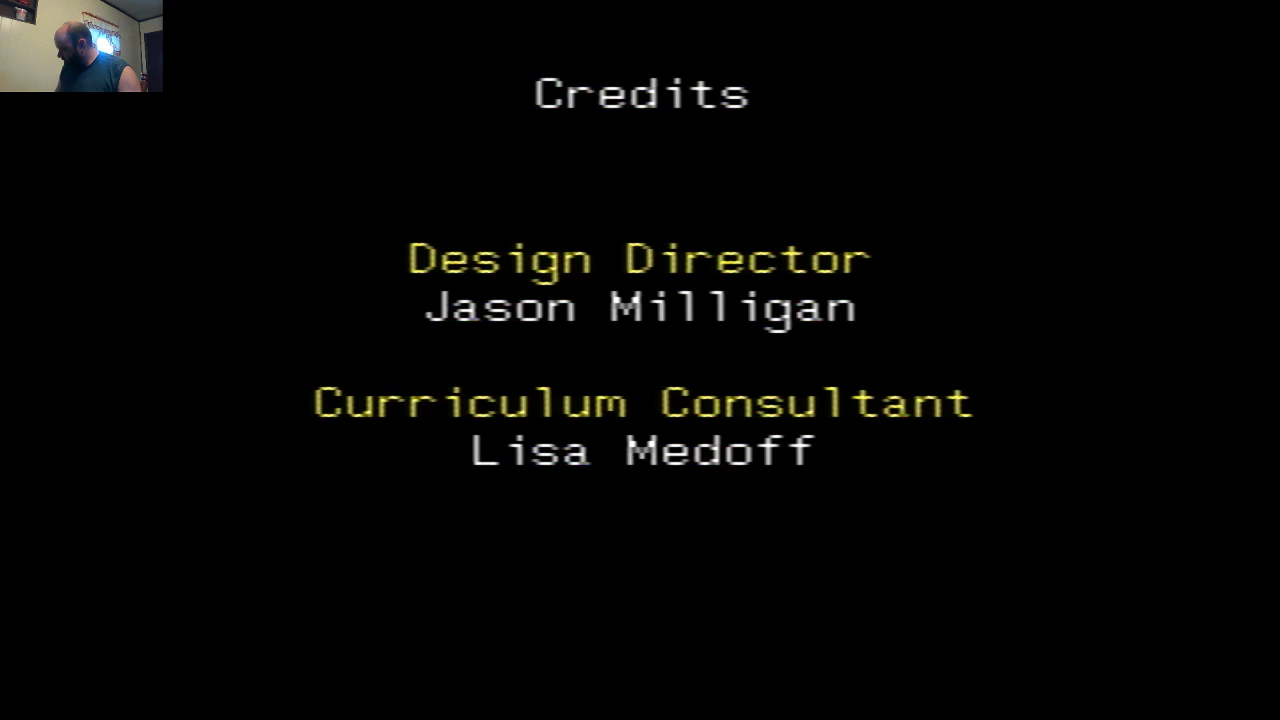 Credits
Design Director
Jason Milligan
Curriculum Consultant
Lisa Medoff